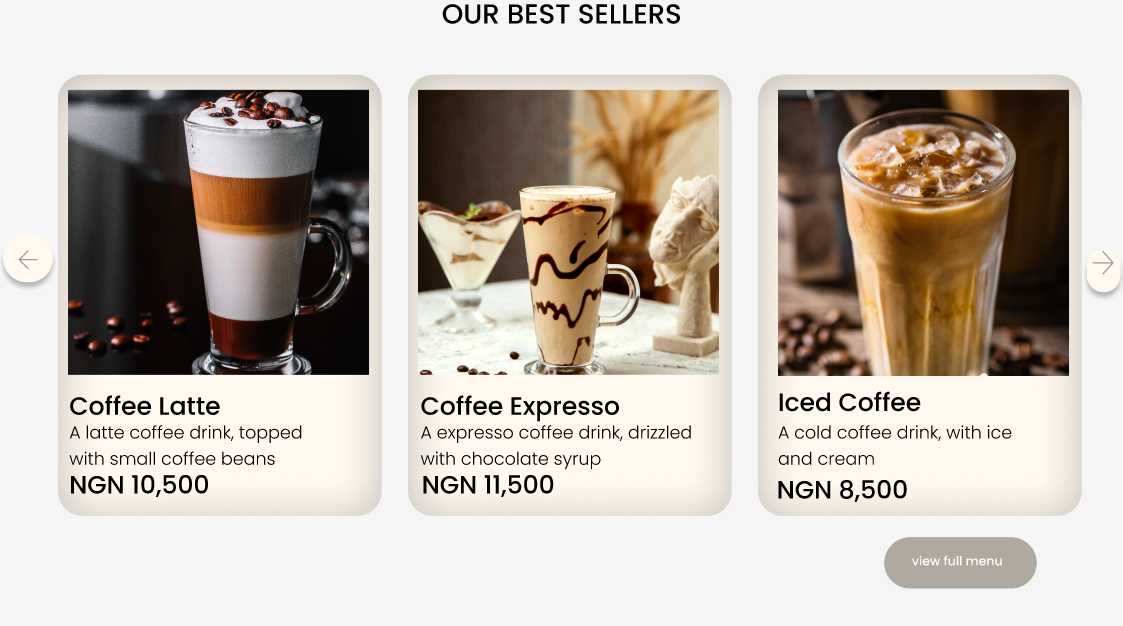 OUR BEST SELLERS
Coffee Latte
A latte coffee drink, topped
with small coffee beans
NGN 10,500
Coffee Expresso
A expresso coffee drink, drizzled
with chocolate syrup
NGN 11,500
Iced Coffee
A cold coffee drink, with ice
and cream
NGN 8,500
view full menu